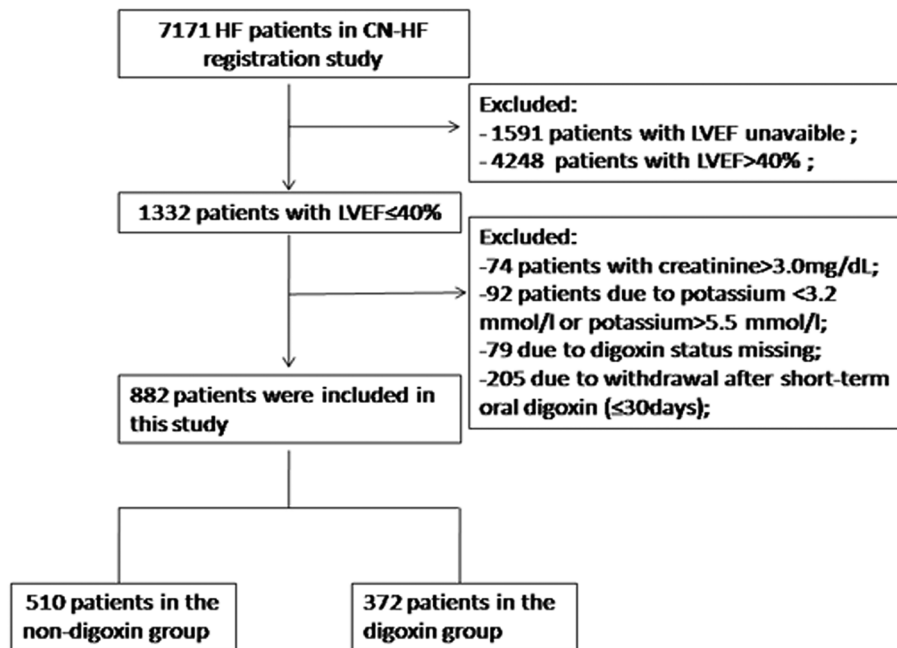 7171 HF patients in CN-HF
registration study
Excluded:
- 1591 patients with LVEF unavaible ;
- 4248  patients with LVEF>40% ;
1332 patients with LVEF≤40%
Excluded:
-74 patients with creatinine>3.0mg/dL;
-92 patients due to potassium <3.2
mmol/l or potassium>5.5 mmol/l;
-79 due to digoxin status missing;
-205 due to withdrawal after short-term
oral digoxin (≤30days);
882 patients were included in
this study
510 patients in the
non-digoxin group
372 patients in the
digoxin group